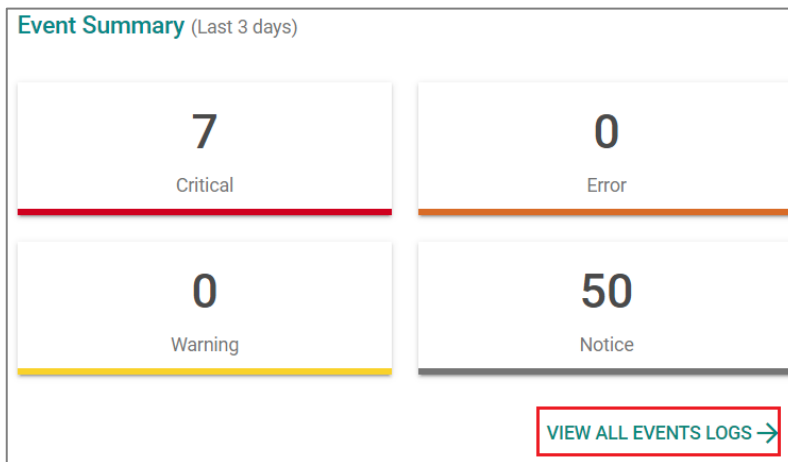 Event Summary (Last 3 days)
7
Critical
0
Error
0
Warning
50
Notice
VIEW ALL EVENTS LOGS